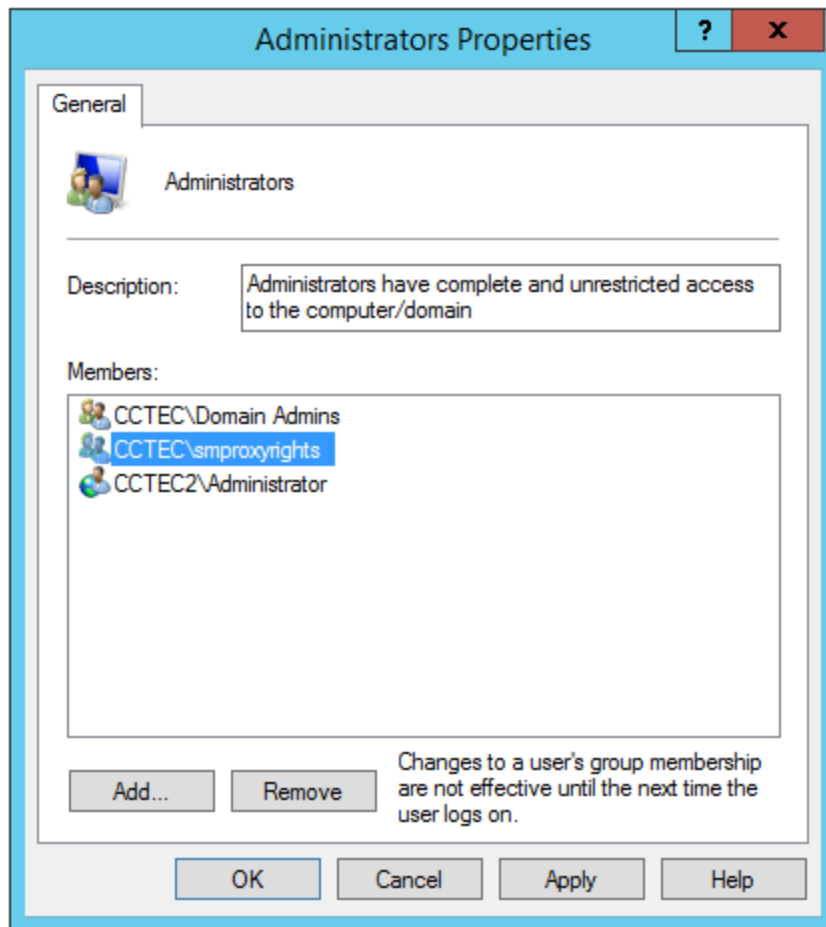 Administrators Properties
?
x
General
Administrators
Description:
Administrators have complete and unrestricted access
to the computer/domain
Members:
CCTEC\Domain Admins
CCTEC\smproxyrights
CCTEC2\Administrator
Add...
Remove
Changes to a user's group membership
are not effective until the next time the
user logs on.
OK
Cancel
Apply
Help